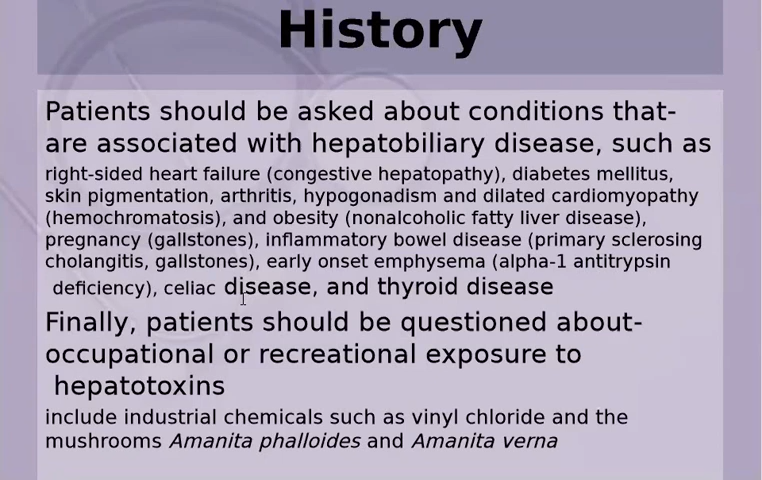 History
Patients should be asked about conditions that-
are associated with hepatobiliary disease, such as
right-sided heart failure (congestive hepatopathy), diabetes mellitus,
skin pigmentation, arthritis, hypogonadism and dilated cardiomyopathy
(hemochromatosis), and obesity (nonalcoholic fatty liver disease),
pregnancy (gallstones), inflammatory bowel disease (primary sclerosing
cholangitis, gallstones), early onset emphysema (alpha-1 antitrypsin
deficiency), celiac disease, and thyroid disease
Finally, patients should be questioned about-
occupational or recreational exposure to
hepatotoxins
include industrial chemicals such as vinyl chloride and the
mushrooms Amanita phalloides and Amanita verna